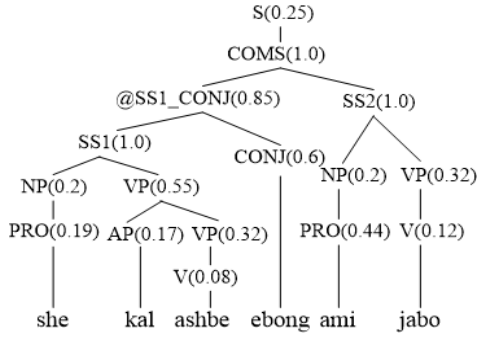 S(0.25)
COMS(1.0)
@SS1_CONJ(0.85) SS2(1.0)
SS1(1.0) CONJ(0.6)
NP(0.2) VP(0.55) NP(0.2) VP(0.32)
PRO(0.19) AP(0.17) VP(0.32) PRO(0.44) V(0.12)
V(0.08)
she kal ashbe ebong ami jabo